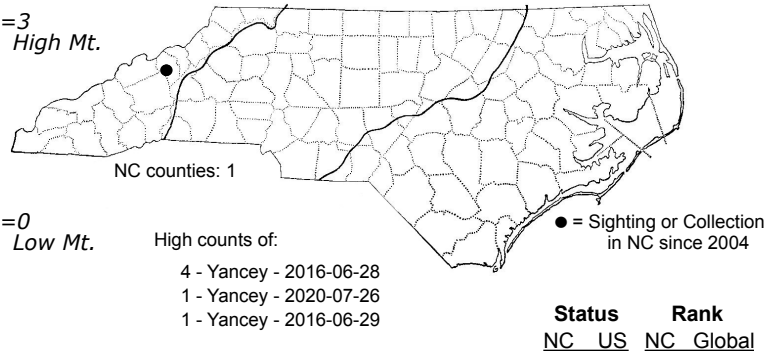 =3
High Mt.
NC counties: 1
=0
Low Mt.
High counts of:
4 - Yancey - 2016-06-28
1 - Yancey - 2020-07-26
1 - Yancey - 2016-06-29
● = Sighting or Collection
in NC since 2004
Status Rank
NC US NC Global